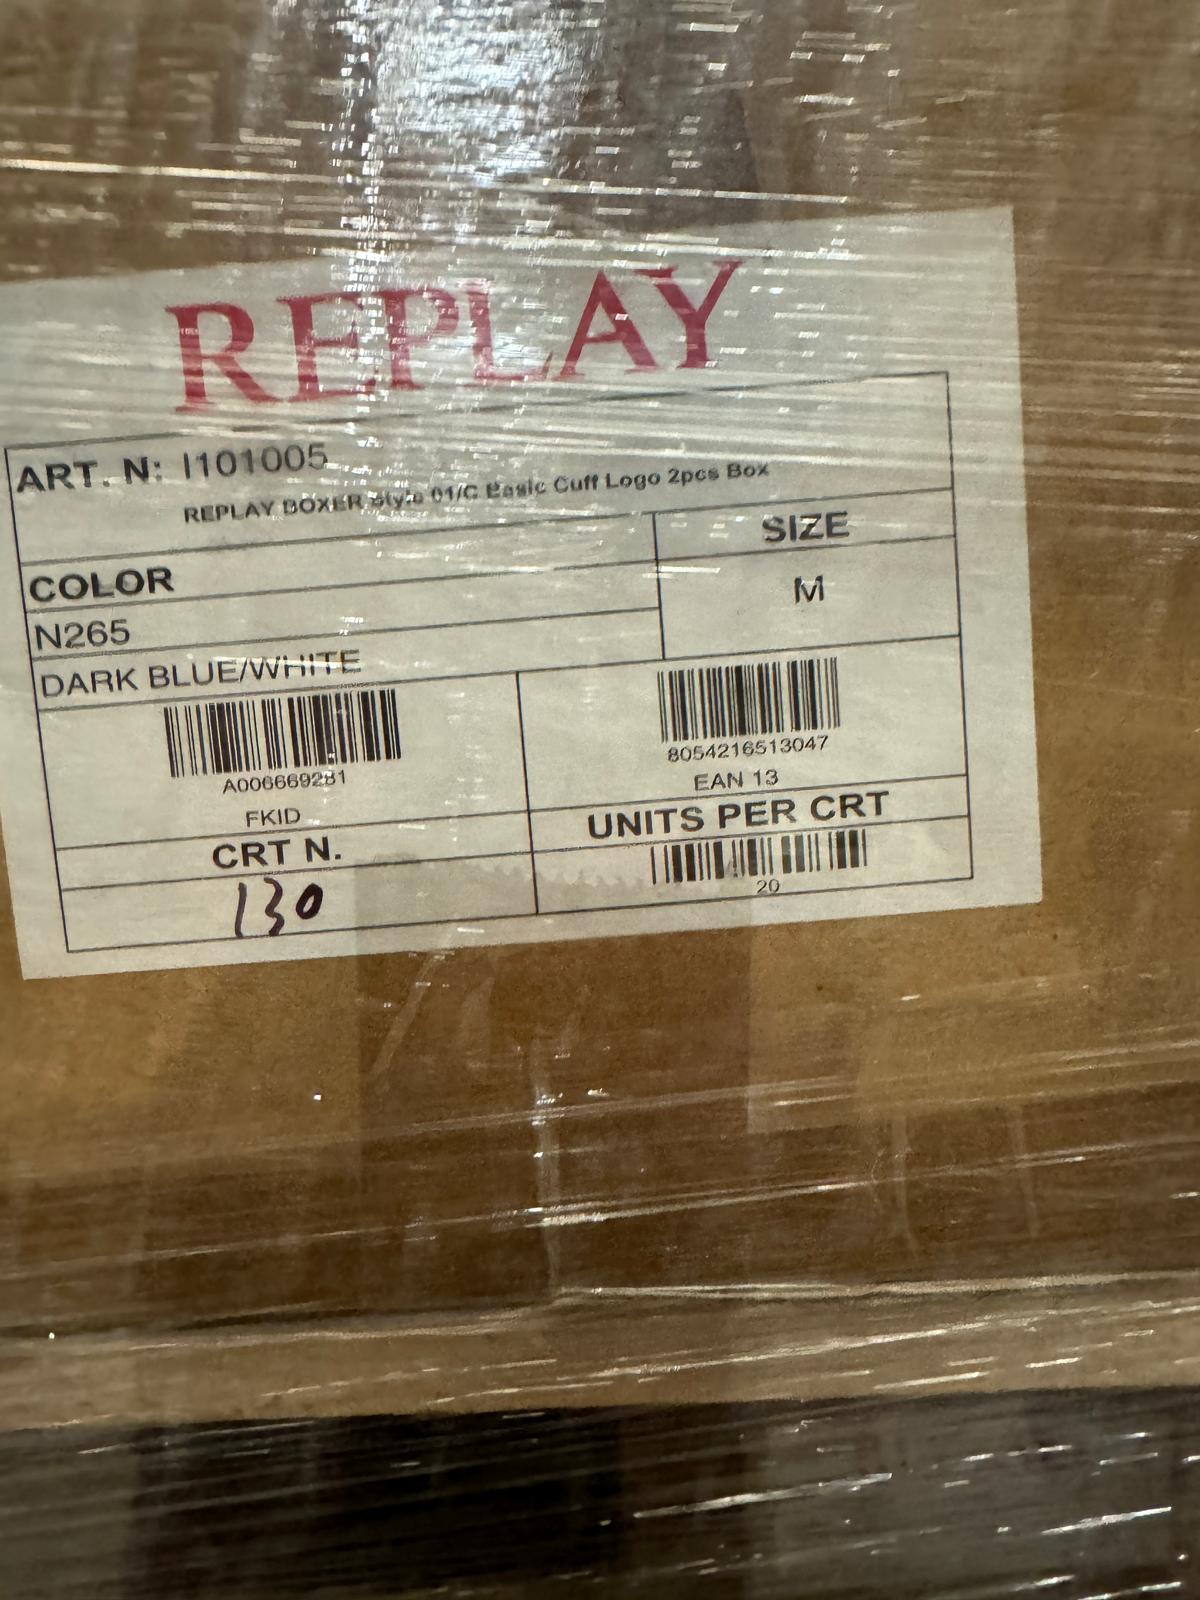 REPLAY
ART. N: I101005
REPLAY BOXER Style 01/C Basic Cuff Logo 2pcs Box
COLOR
SIZE
N265
M
DARK BLUE/WHITE
A006669281
8054216513047
FKID
EAN 13
CRT N.
UNITS PER CRT
130
20